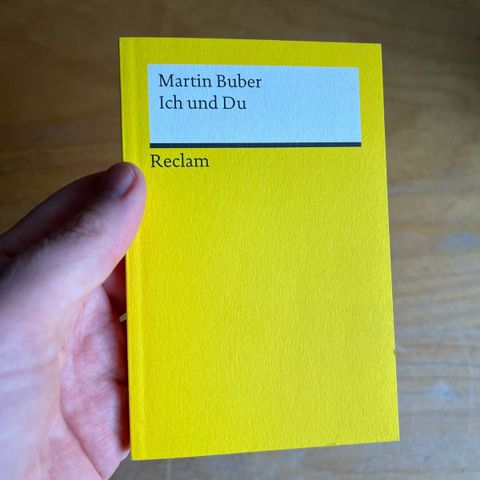 Martin Buber
Ich und Du
Reclam